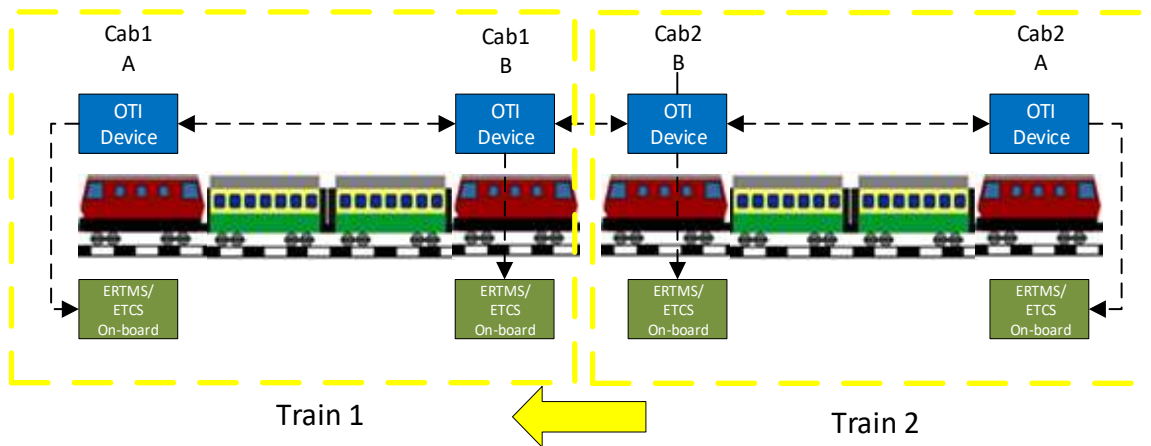 Cab1
A
Cab1
B
Cab2
B
Cab2
A
OTI
Device
OTI
Device
OTI
Device
OTI
Device
ERTMS/
ETCS
On-board
ERTMS/
ETCS
On-board
ERTMS/
ETCS
On-board
ERTMS/
ETCS
On-board
Train 1
Train 2